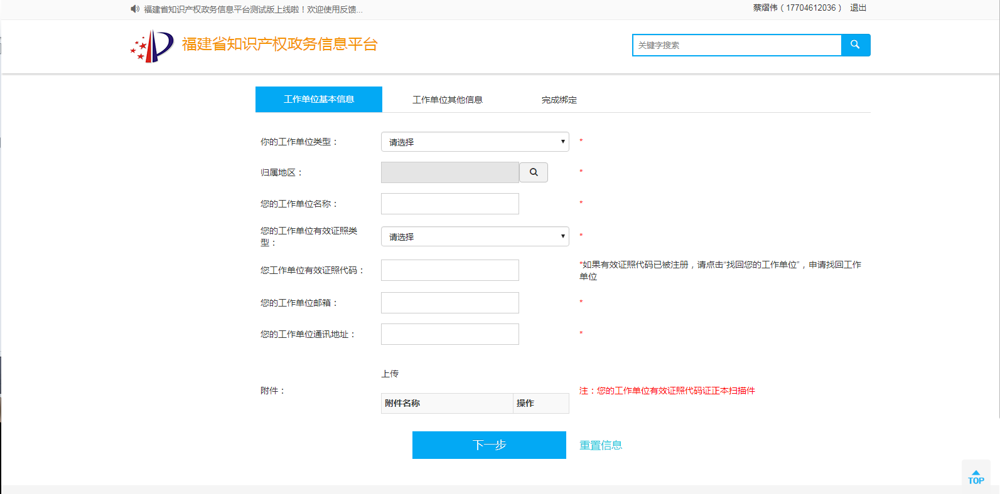 福建省知识产权政务信息平台测试版上线啦！欢迎使用反馈...
蔡熠伟（17704612036） 退出
福建省知识产权政务信息平台
关键字搜索
工作单位基本信息
工作单位其他信息
完成绑定
你的工作单位类型：
请选择
*
归属地区：
*
您的工作单位名称：
*
您的工作单位有效证照类
型：
请选择
*
您工作单位有效证照代码：
*如果有效证照代码已被注册，请点击“找回您的工作单位”，申请找回工作
单位
您的工作单位邮箱：
*
您的工作单位通讯地址：
*
上传
附件：
附件名称 操作
注：您的工作单位有效证照代码证正本扫描件
下一步
重置信息
TOP